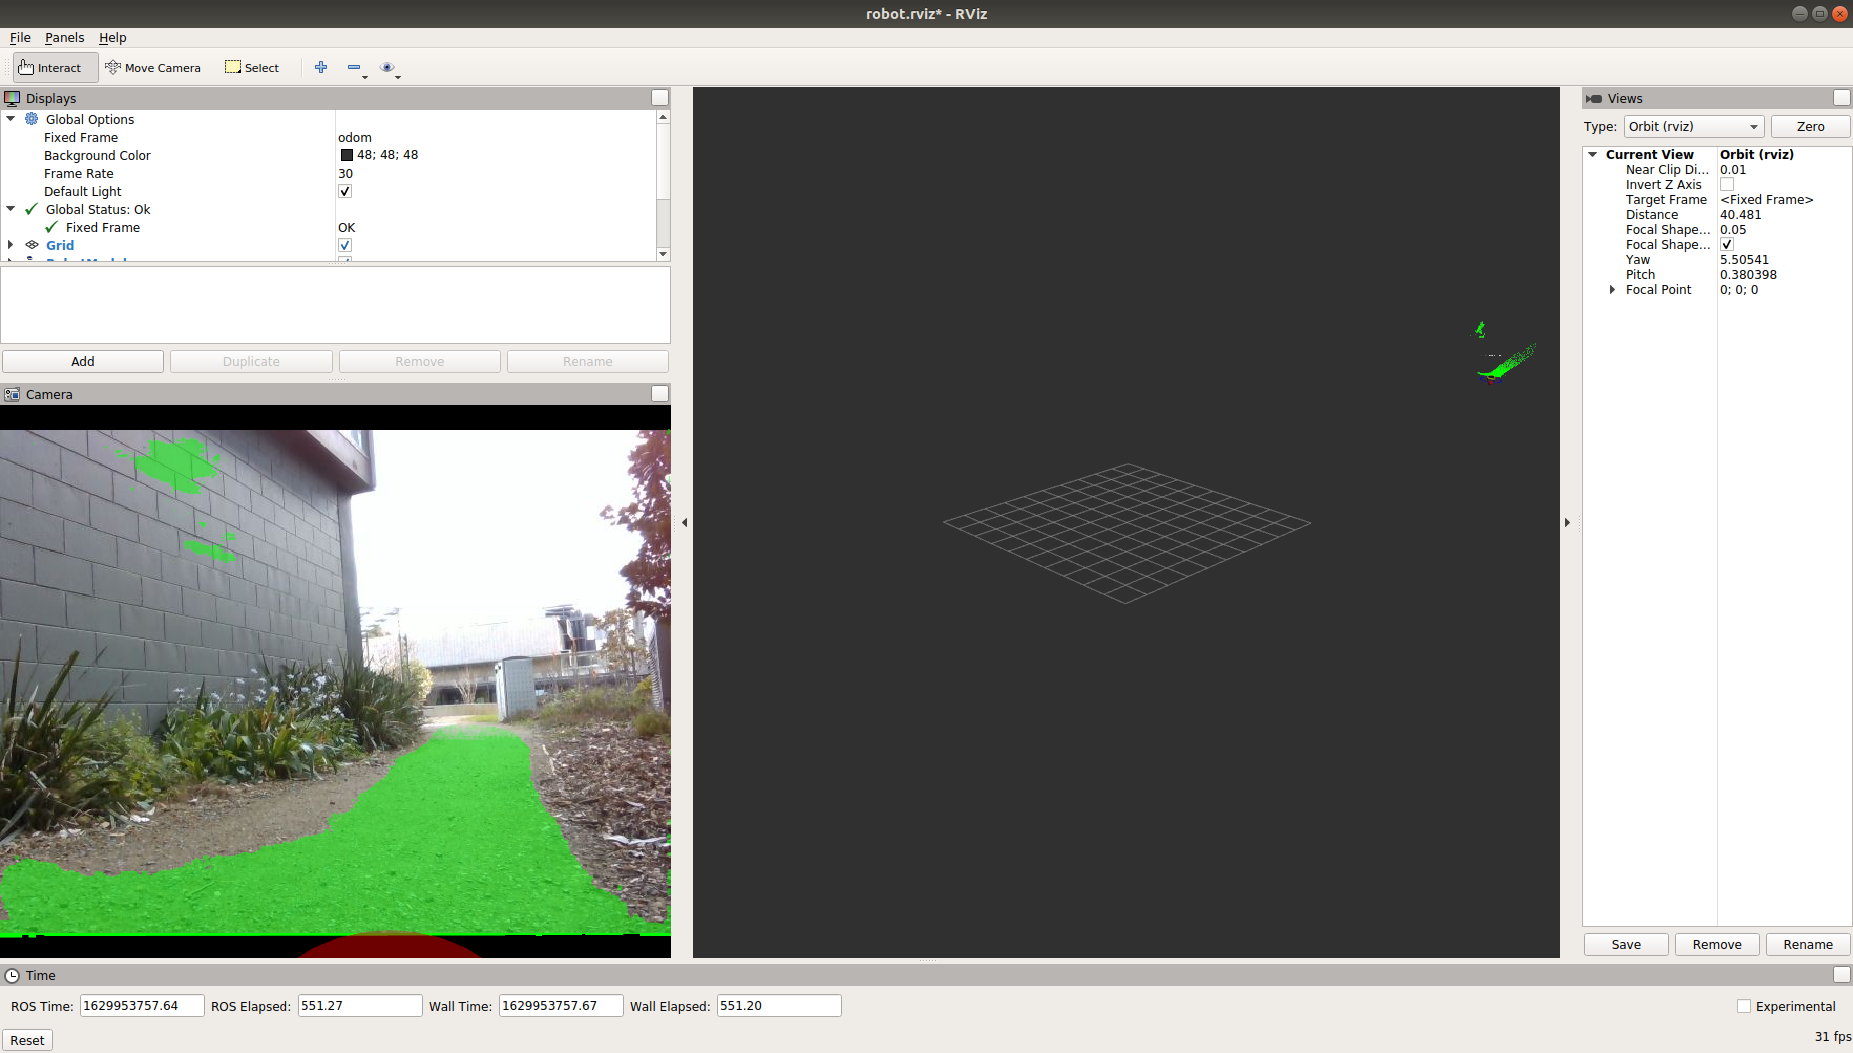 robot.rviz* - RViz
File Panels Help
Interact Move Camera Select
Displays
Global Options
Fixed Frame odom
Background Color 48; 48; 48
Frame Rate 30
Default Light
Global Status: Ok
Fixed Frame OK
Grid
Add Duplicate Remove Rename
Camera
Views
Type: Orbit (rviz) Zero
Current View Orbit (rviz)
Near Clip Di... 0.01
Invert Z Axis
Target Frame <Fixed Frame>
Distance 40.481
Focal Shape... 0.05
Focal Shape...
Yaw 5.50541
Pitch 0.380398
Focal Point 0; 0; 0
Save Remove Rename
Time
ROS Time: 1629953757.64 ROS Elapsed: 551.27 Wall Time: 1629953757.67 Wall Elapsed: 551.20 Experimental
Reset 31 fps